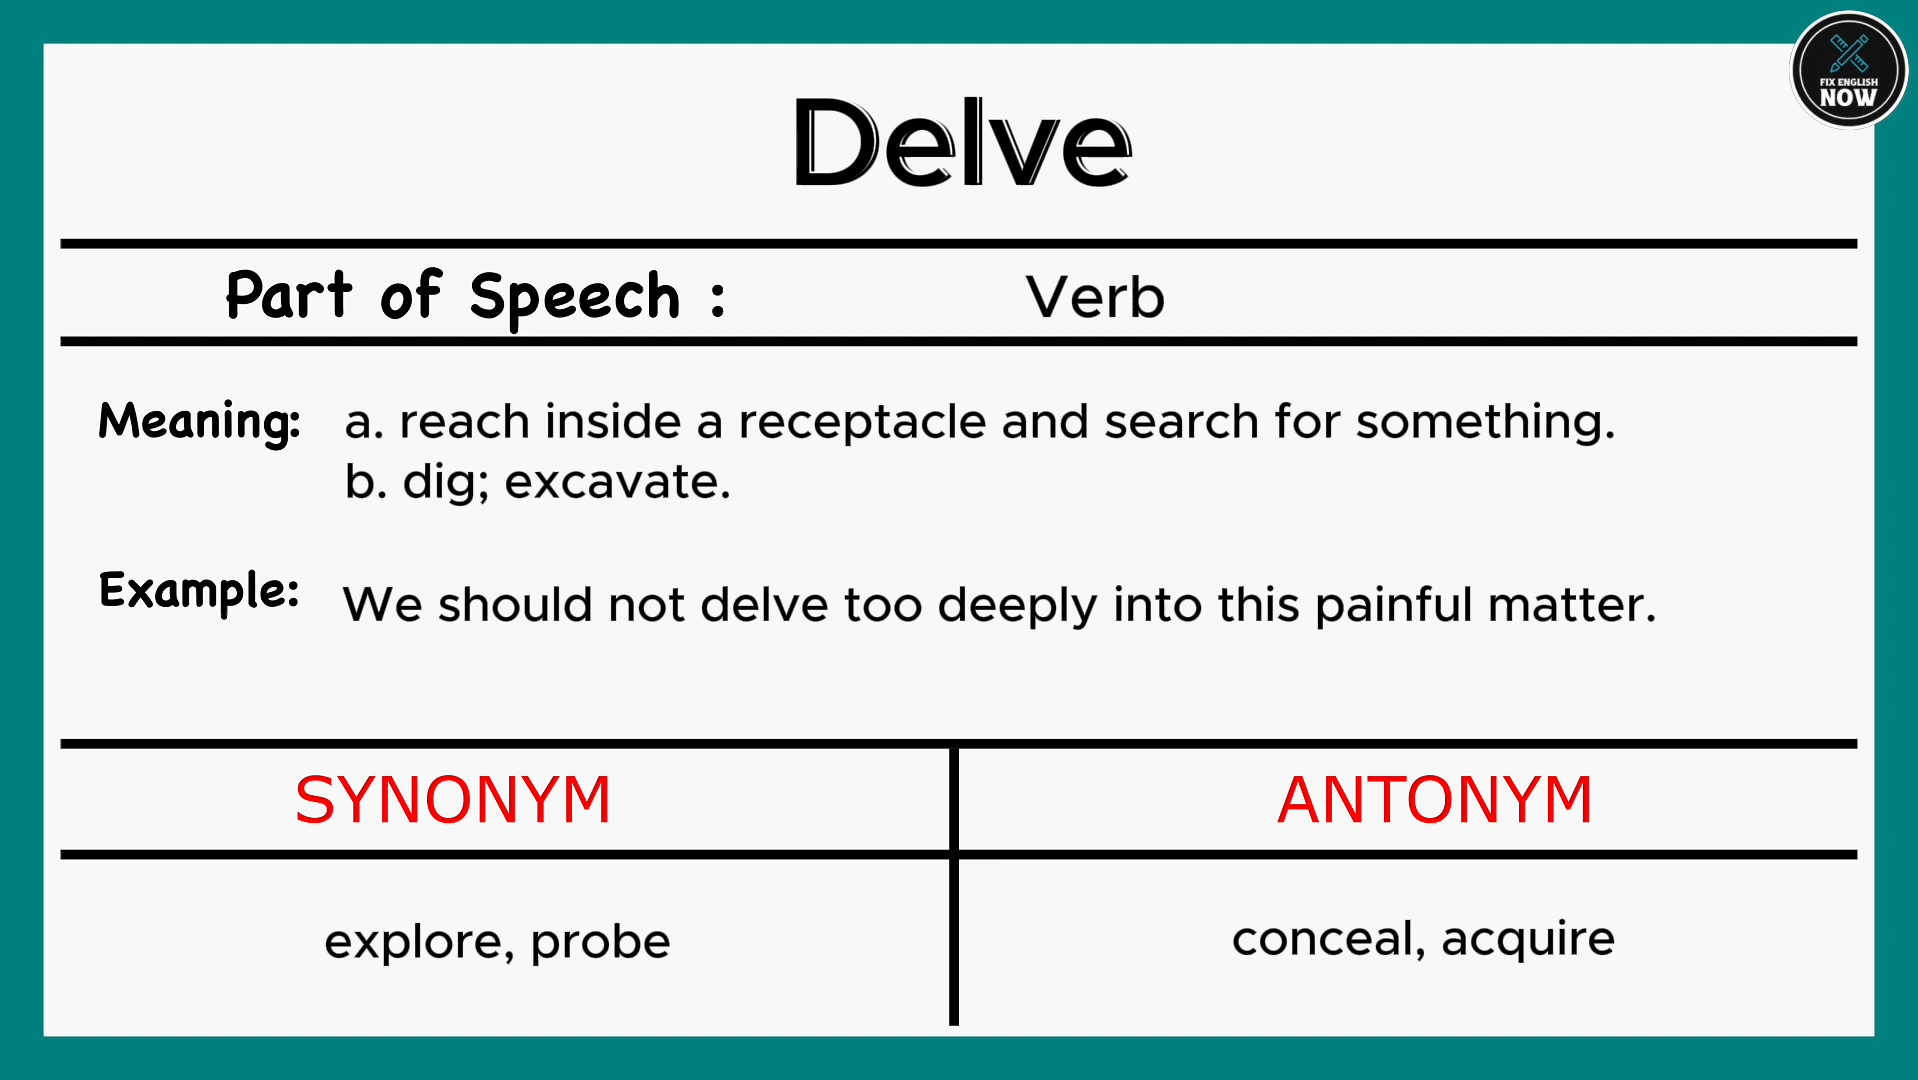 FIX ENGLISH
NOW
Delve
Part of Speech : Verb
Meaning: a. reach inside a receptacle and search for something.
b. dig; excavate.
Example: We should not delve too deeply into this painful matter.
SYNONYM ANTONYM
explore, probe conceal, acquire